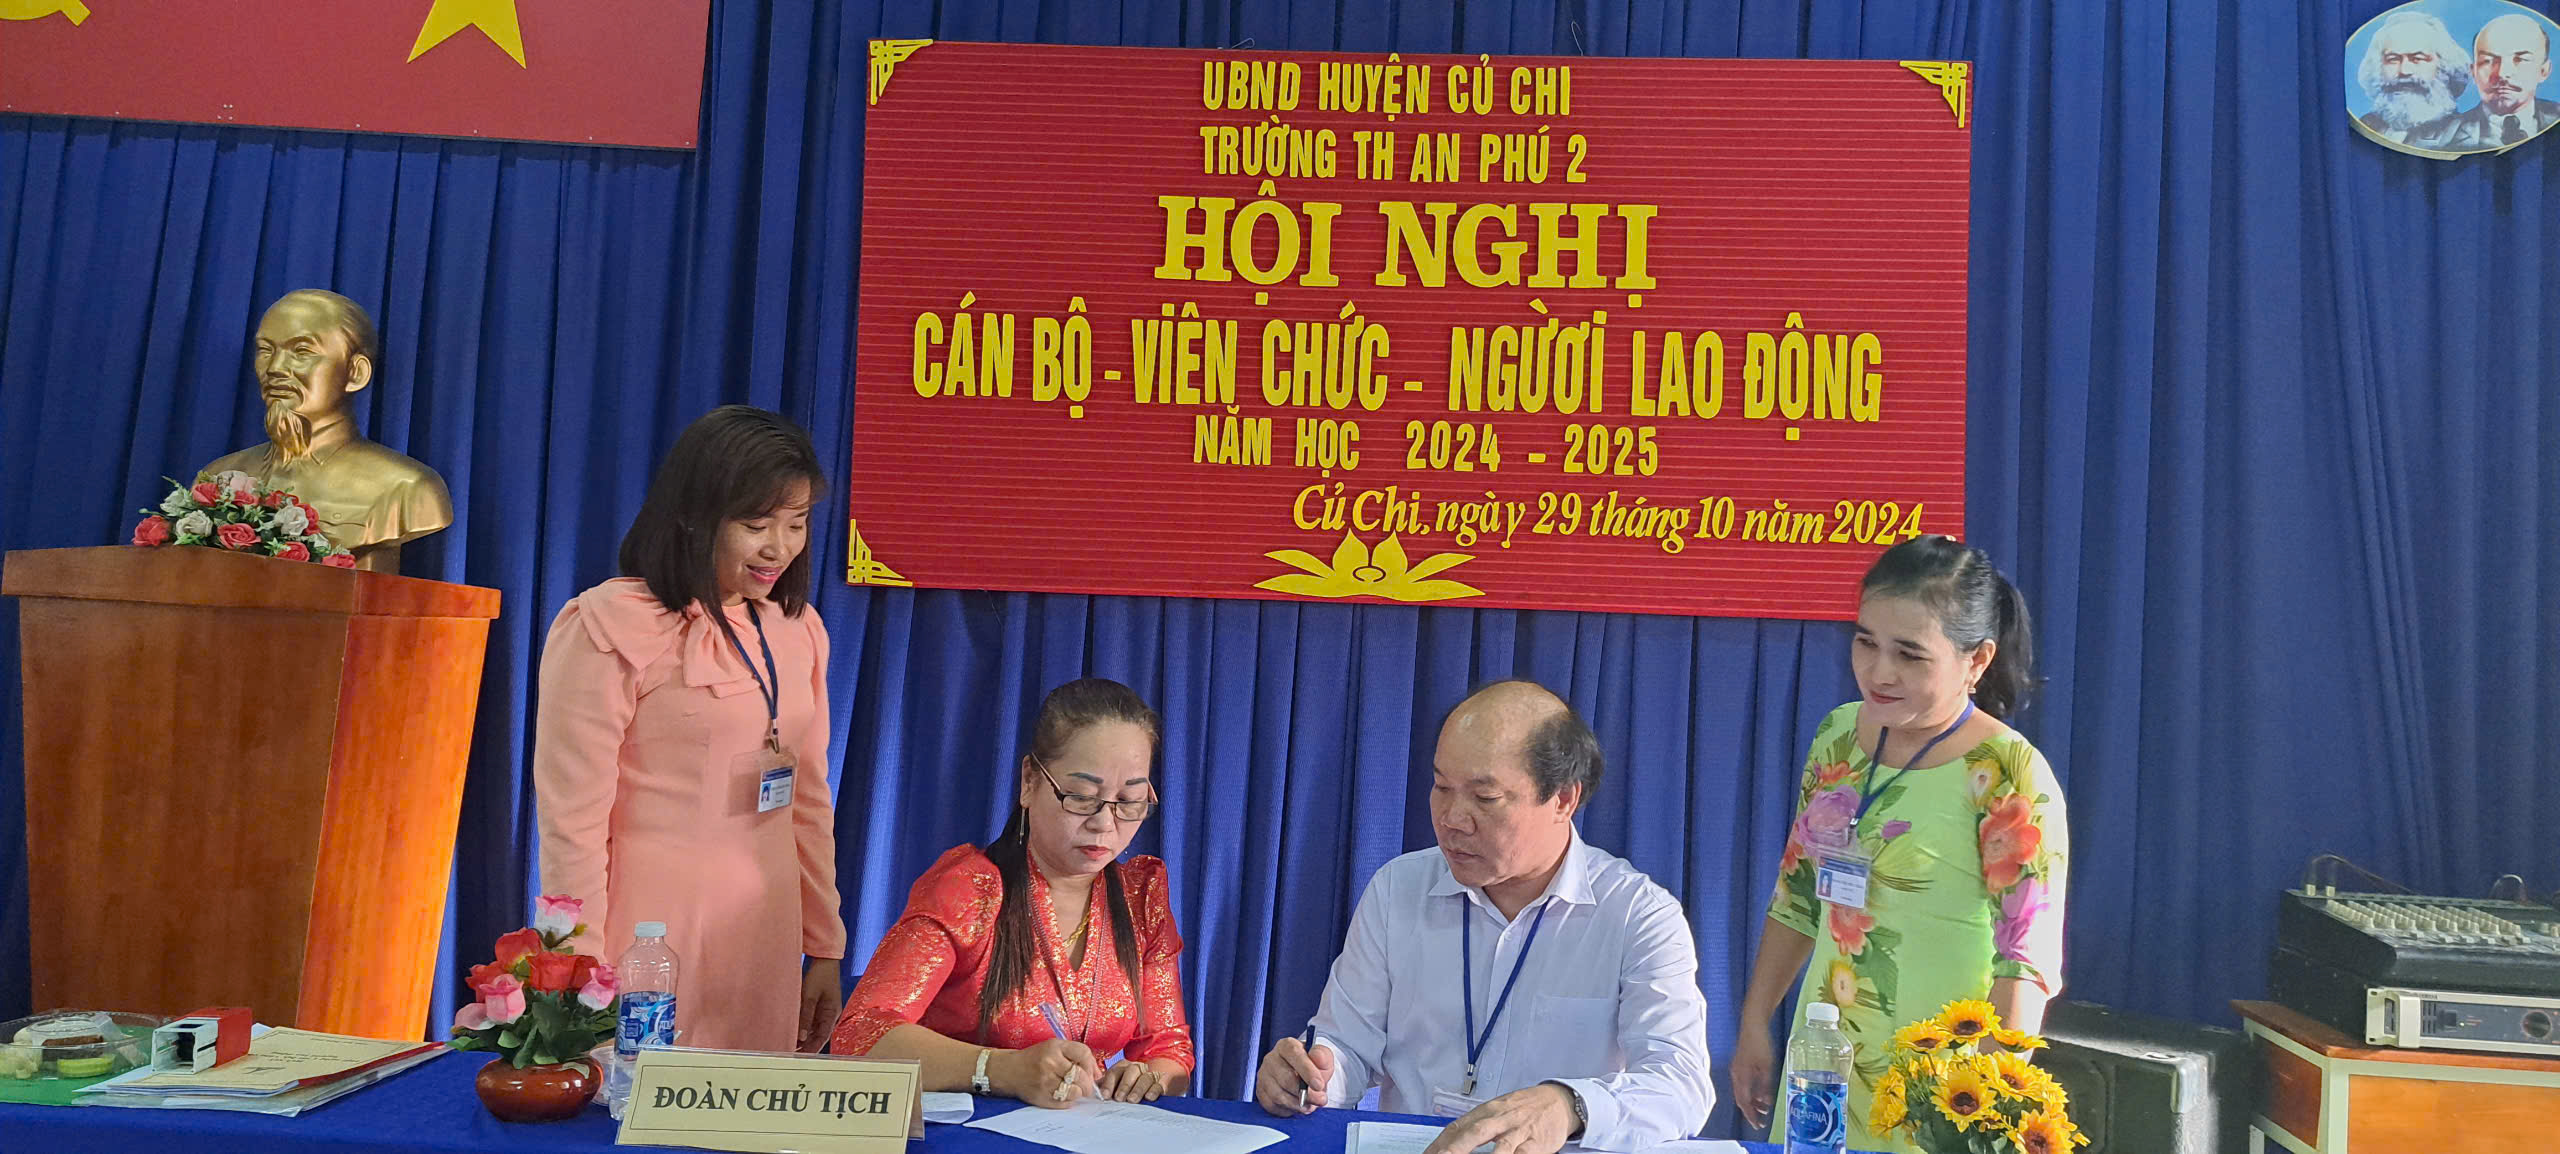 UBND HUYỆN CỦ CHI
TRƯỜNG TH AN PHÚ 2
HỘI NGHỊ
CÁN BỘ - VIÊN CHỨC - NGƯỜI LAO ĐỘNG
NĂM HỌC 2024 - 2025
Củ Chi, ngày 29 tháng 10 năm 2024
ĐOÀN CHỦ TỊCH
AQUAFINA